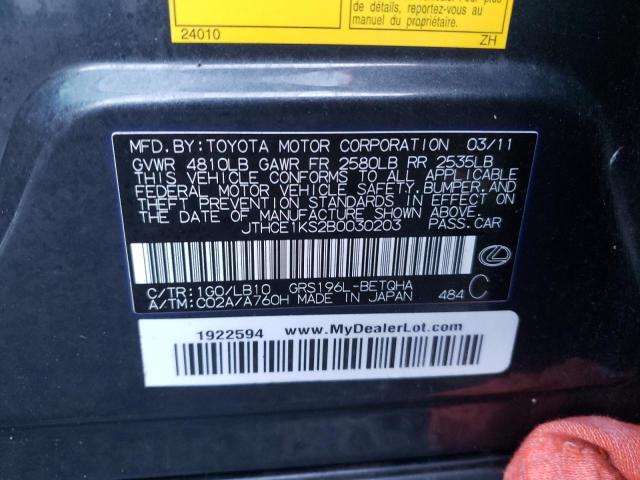 de détails, reportez-vous au
manuel du propriétaire.
24010 ZH
MFD. BY: TOYOTA MOTOR CORPORATION 03/11
GVWR 4810LB GAWR FR 2580LB RR 2535LB
THIS VEHICLE CONFORMS TO ALL APPLICABLE
FEDERAL MOTOR VEHICLE SAFETY, BUMPER, AND
THEFT PREVENTION STANDARDS IN EFFECT ON
THE DATE OF MANUFACTURE SHOWN ABOVE.
JTHCE1KS2B0030203 PASS. CAR
C/TR: 1G0/LB10 GRS196L-BETQHA
A/TM: C02A/A760H MADE IN JAPAN 484 C
1922594 www.MyDealerLot.com